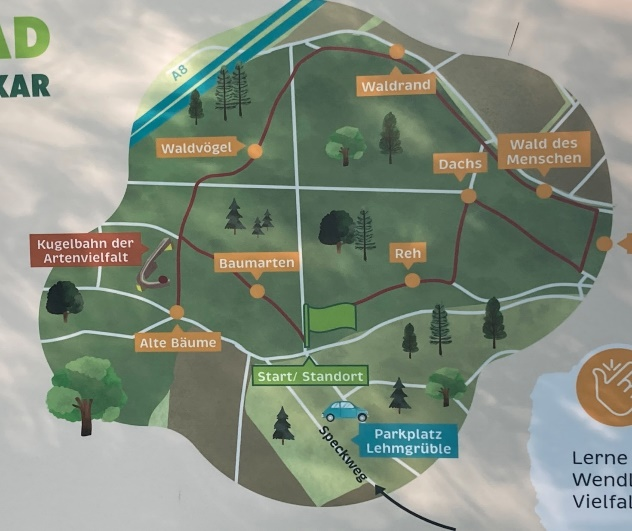 AD
KAR
A8
Waldrand
Waldvögel
Wald des
Menschen
Dachs
Kugelbahn der
Artenvielfalt
Baumarten
Reh
Alte Bäume
Start/ Standort
Parkplatz
Lehmgrüble
Speckweg
Lerne
Wendl
Vielfal